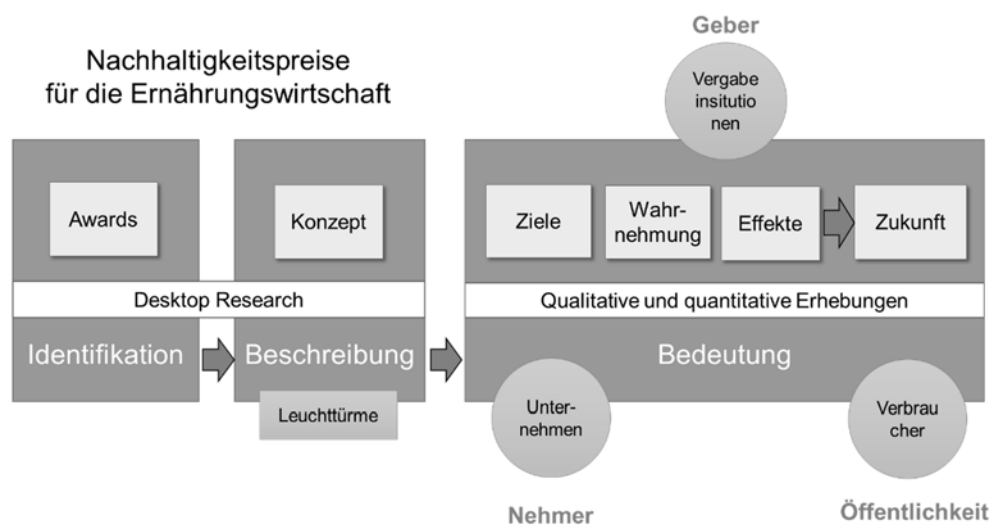 Nachhaltigkeitspreise
für die Ernährungswirtschaft
Geber
Vergabe
insitutio
nen
Awards
Konzept
Ziele
Wahr-
nehmung
Effekte
Zukunft
Desktop Research
Qualitative und quantitative Erhebungen
Identifikation
Beschreibung
Bedeutung
Leuchttürme
Unter-
nehmen
Verbrau
cher
Nehmer
Öffentlichkeit